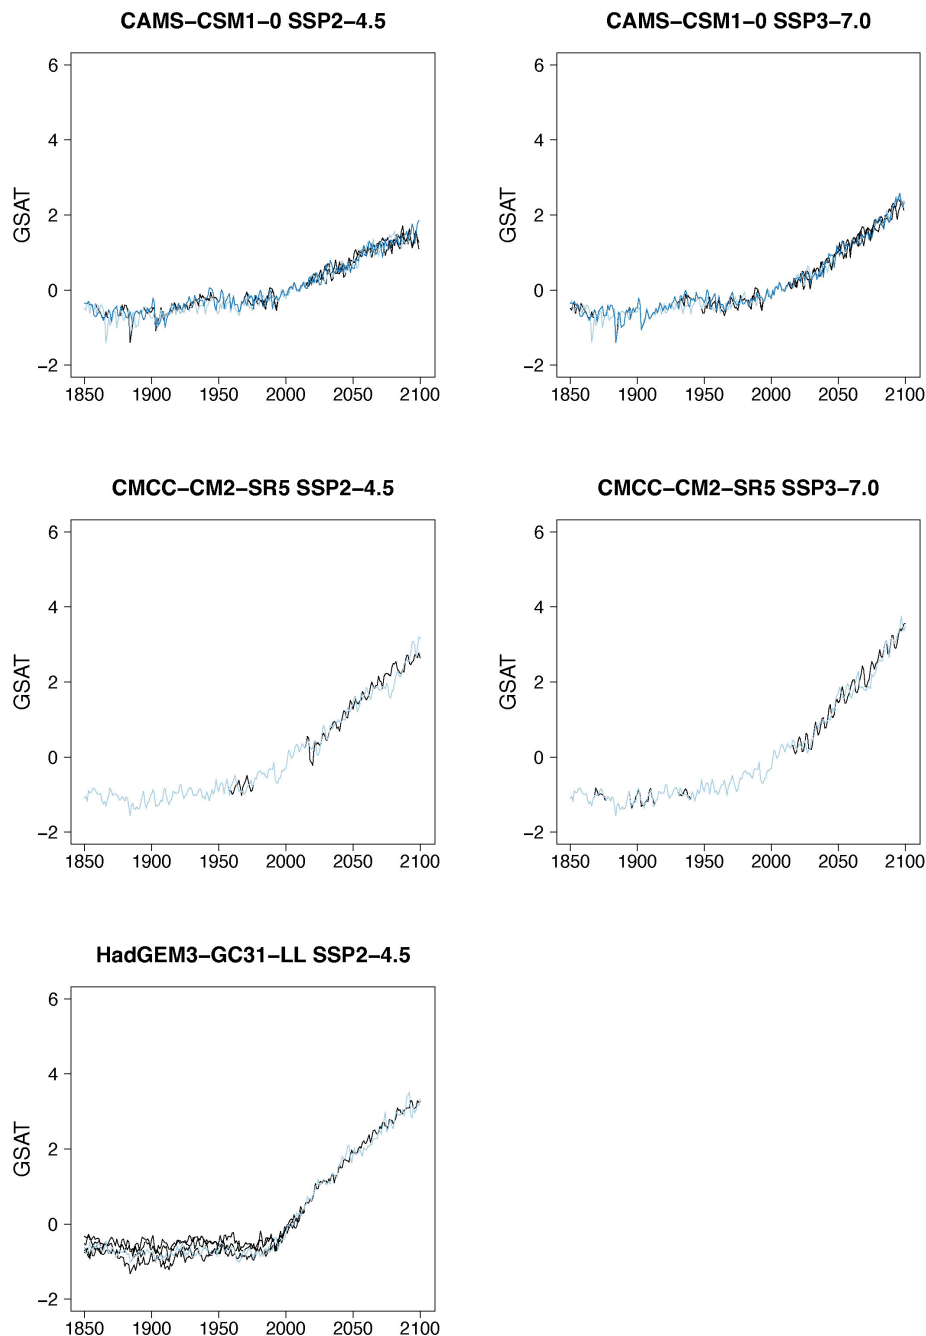 CAMS−CSM1−0 SSP2−4.5
GSAT
6
4
2
0
−2
1850 1900 1950 2000 2050 2100
CAMS−CSM1−0 SSP3−7.0
GSAT
6
4
2
0
−2
1850 1900 1950 2000 2050 2100
CMCC−CM2−SR5 SSP2−4.5
GSAT
6
4
2
0
−2
1850 1900 1950 2000 2050 2100
CMCC−CM2−SR5 SSP3−7.0
GSAT
6
4
2
0
−2
1850 1900 1950 2000 2050 2100
HadGEM3−GC31−LL SSP2−4.5
GSAT
6
4
2
0
−2
1850 1900 1950 2000 2050 2100